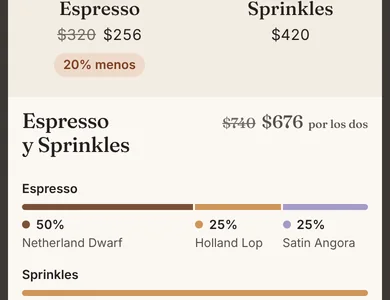 Espresso
Sprinkles
$320 $256
$420
20% menos
Espresso
y Sprinkles
$740 $676 por los dos
Espresso
50%
25%
25%
Netherland Dwarf
Holland Lop
Satin Angora
Sprinkles